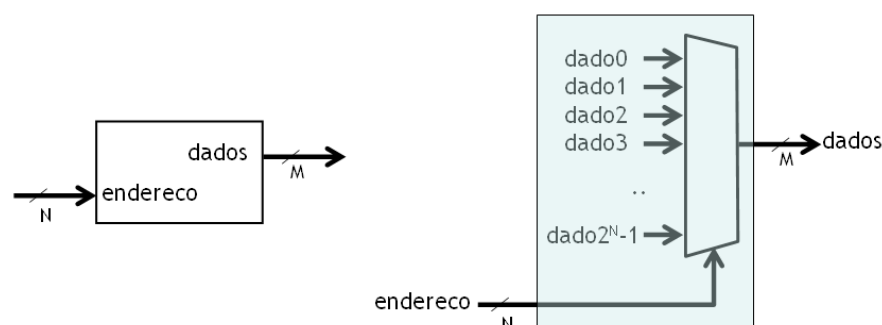 dados
M
endereco
N
dado0
dado1
dado2
dado3
..
dado2ᴺ-1
dados
M
endereco
N